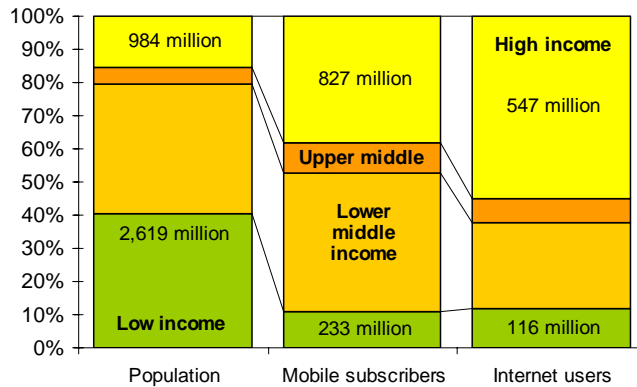 100%
90%
80%
70%
60%
50%
40%
30%
20%
10%
0%
984 million
2,619 million
Low income
827 million
Upper middle
Lower
middle
income
233 million
High income
547 million
116 million
Population
Mobile subscribers
Internet users